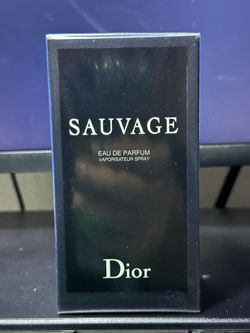 SAUVAGE
EAU DE PARFUM
VAPORISATEUR SPRAY
Dior